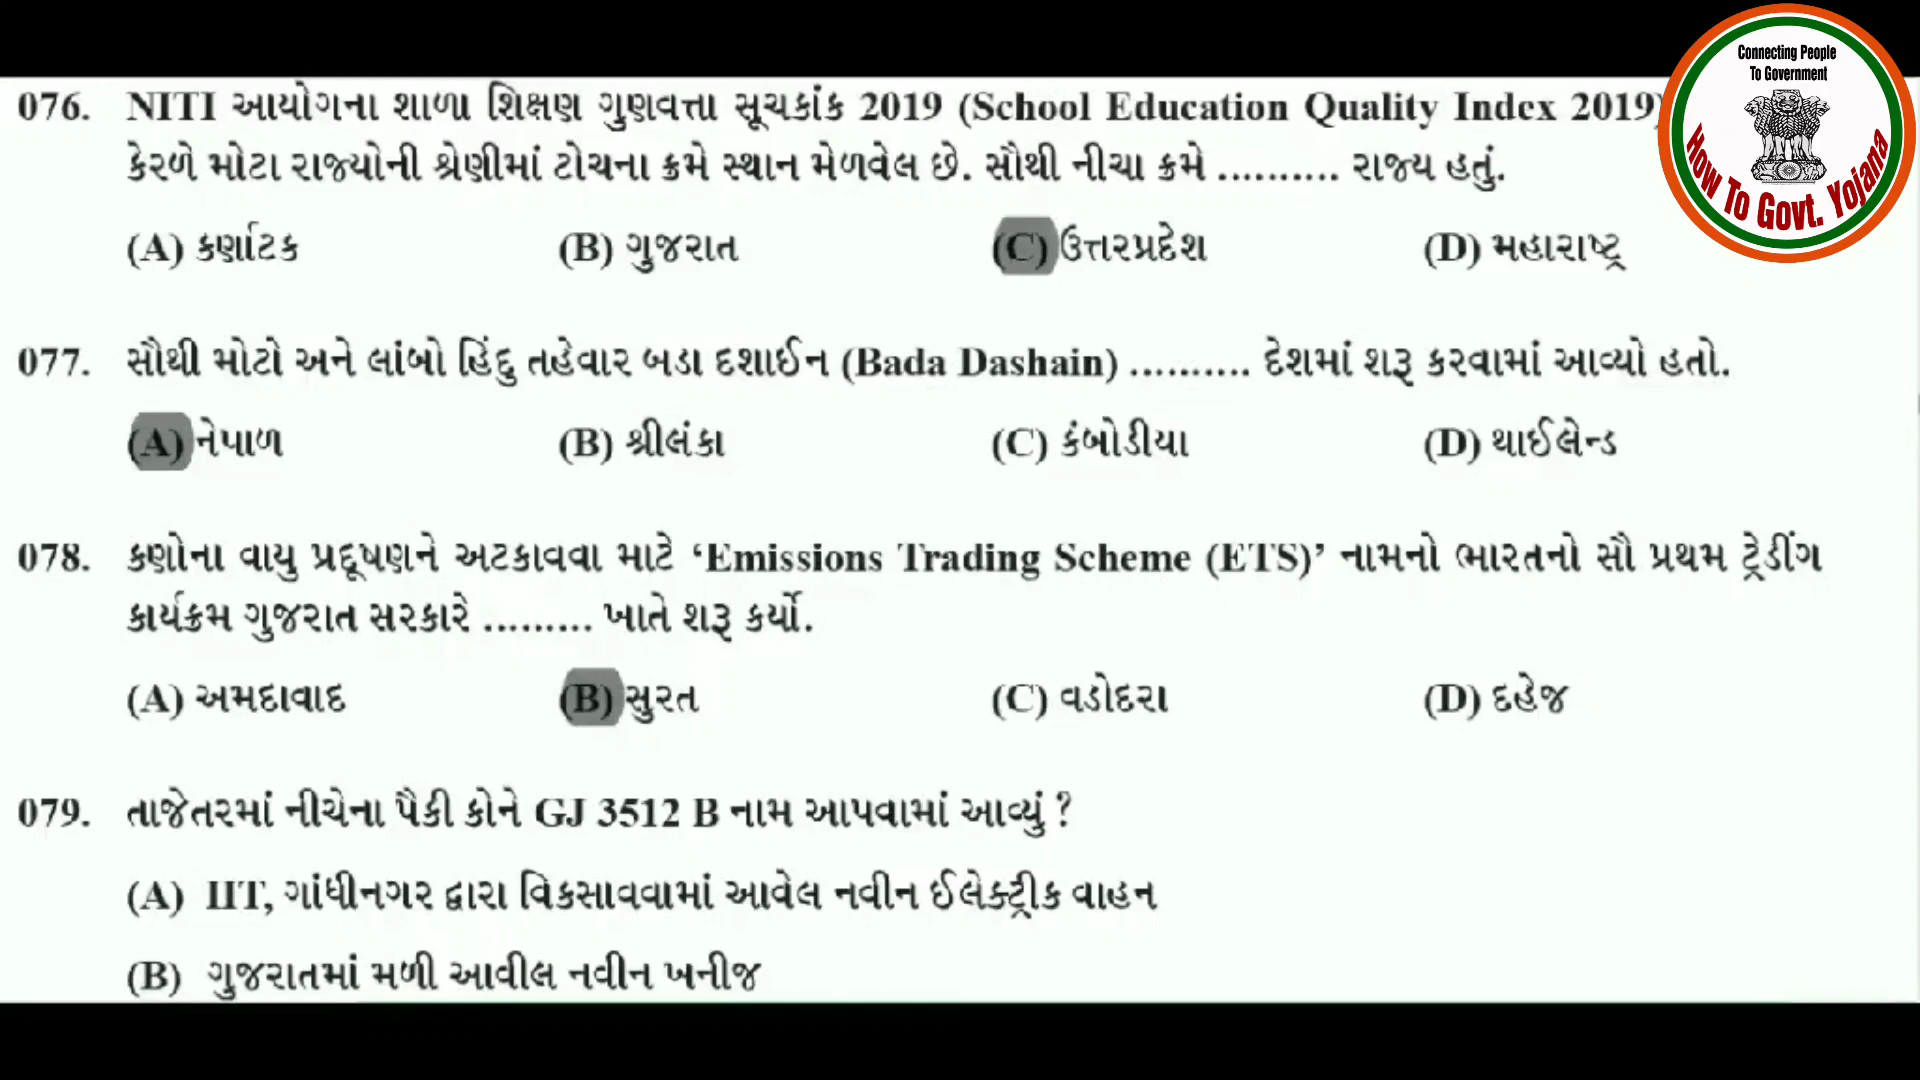 Connecting People
To Government
How To Govt. Yojana
076. NITI આયોગના શાળા શિક્ષણ ગુણવત્તા સૂચકાંક 2019 (School Education Quality Index 2019)
કેરળે મોટા રાજ્યોની શ્રેણીમાં ટોચના ક્રમે સ્થાન મેળવેલ છે. સૌથી નીચા ક્રમે .......... રાજ્ય હતું.
(A) કર્ણાટક (B) ગુજરાત (C) ઉત્તરપ્રદેશ (D) મહારાષ્ટ્ર
077. સૌથી મોટો અને લાંબો હિંદુ તહેવાર બડા દશાઈન (Bada Dashain) .......... દેશમાં શરૂ કરવામાં આવ્યો હતો.
(A) નેપાળ (B) શ્રીલંકા (C) કંબોડીયા (D) થાઈલેન્ડ
078. કણોના વાયુ પ્રદૂષણને અટકાવવા માટે ‘Emissions Trading Scheme (ETS)’ નામનો ભારતનો સૌ પ્રથમ ટ્રેડીંગ
કાર્યક્રમ ગુજરાત સરકારે ......... ખાતે શરૂ કર્યો.
(A) અમદાવાદ (B) સુરત (C) વડોદરા (D) દહેજ
079. તાજેતરમાં નીચેના પૈકી કોને GJ 3512 B નામ આપવામાં આવ્યું ?
(A) IIT, ગાંધીનગર દ્વારા વિકસાવવામાં આવેલ નવીન ઈલેક્ટ્રીક વાહન
(B) ગુજરાતમાં મળી આવીલ નવીન ખનીજ